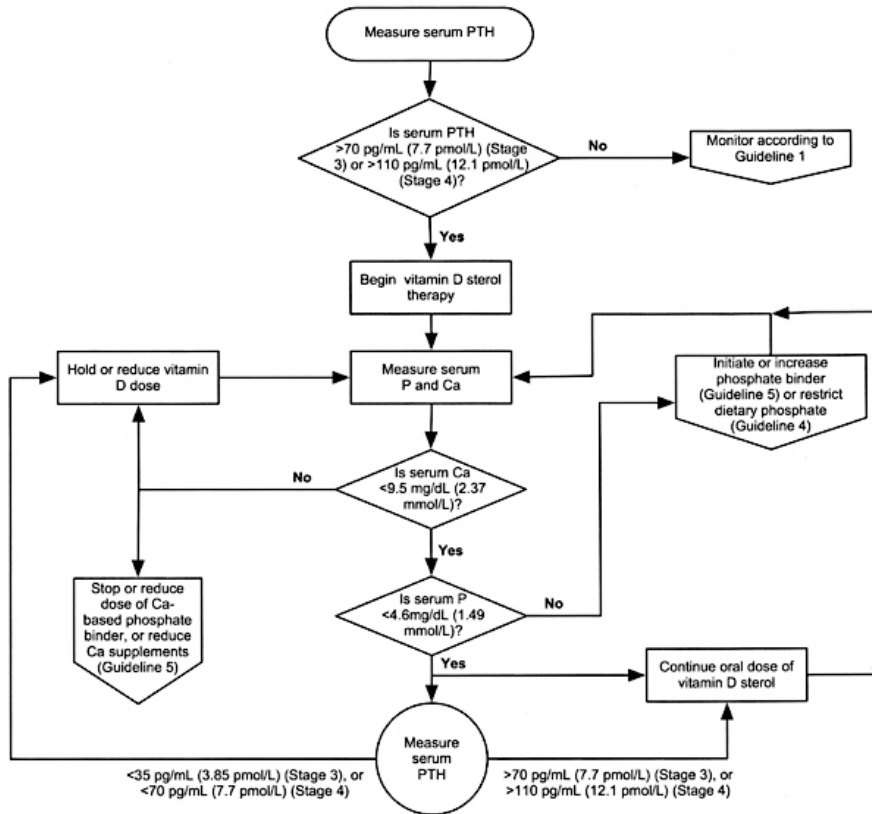 Measure serum PTH
Is serum PTH
>70 pg/mL (7.7 pmol/L) (Stage
3) or >110 pg/mL (12.1 pmol/L)
(Stage 4)?
No
Monitor according to
Guideline 1
Yes
Begin vitamin D sterol
therapy
Hold or reduce vitamin
D dose
Measure serum
P and Ca
Initiate or increase
phosphate binder
(Guideline 5) or restrict
dietary phosphate
(Guideline 4)
Is serum Ca
<9.5 mg/dL (2.37
mmol/L)?
No
Yes
Stop or reduce
dose of Ca-
based phosphate
binder, or reduce
Ca supplements
(Guideline 5)
Is serum P
<4.6mg/dL (1.49
mmol/L)?
No
Yes
Continue oral dose of
vitamin D sterol
Measure
serum
PTH
<35 pg/mL (3.85 pmol/L) (Stage 3), or
<70 pg/mL (7.7 pmol/L) (Stage 4)
>70 pg/mL (7.7 pmol/L) (Stage 3), or
>110 pg/mL (12.1 pmol/L) (Stage 4)